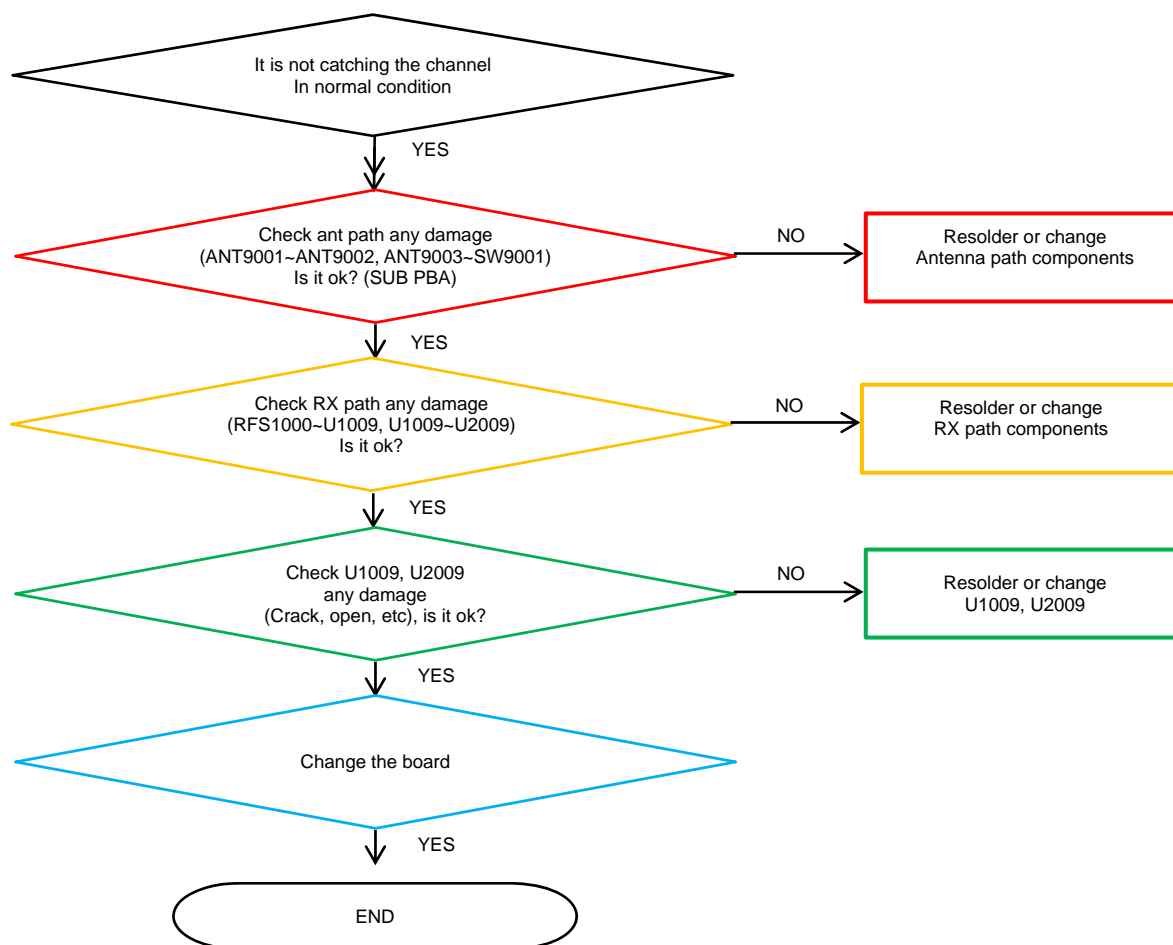 It is not catching the channel
In normal condition
YES
Check ant path any damage
(ANT9001~ANT9002, ANT9003~SW9001)
Is it ok? (SUB PBA)
NO
Resolder or change
Antenna path components
YES
Check RX path any damage
(RFS1000~U1009, U1009~U2009)
Is it ok?
NO
Resolder or change
RX path components
YES
Check U1009, U2009
any damage
(Crack, open, etc), is it ok?
NO
Resolder or change
U1009, U2009
YES
Change the board
YES
END